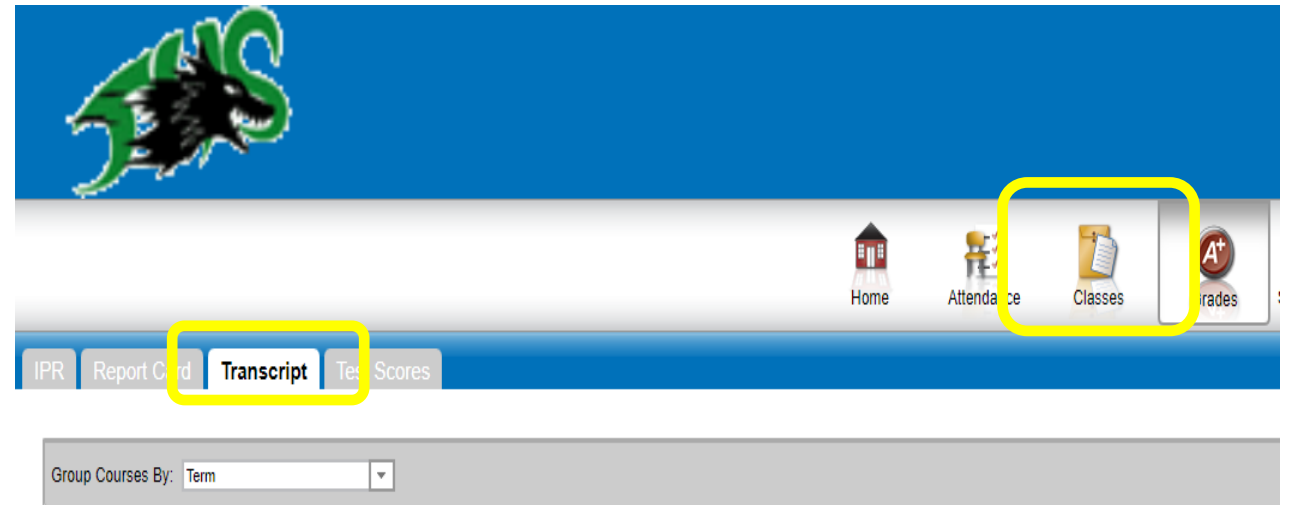 Home Attendance Classes Grades
IPR Report Card Transcript Test Scores
Group Courses By: Term